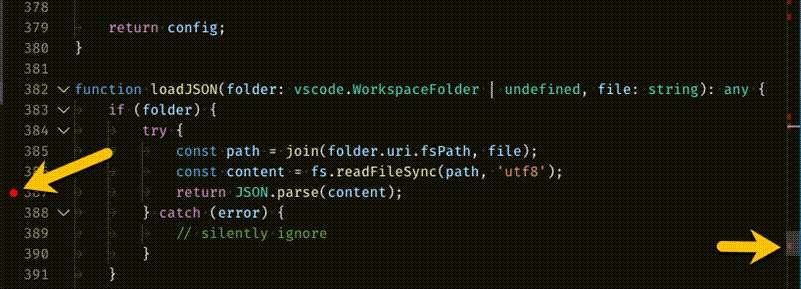 378
379 return config;
380 }
381
382 function loadJSON(folder: vscode.WorkspaceFolder | undefined, file: string): any {
383 if (folder) {
384 try {
385 const path = join(folder.uri.fsPath, file);
const content = fs.readFileSync(path, 'utf8');
387 return JSON.parse(content);
388 } catch (error) {
389 // silently ignore
390 }
391 }